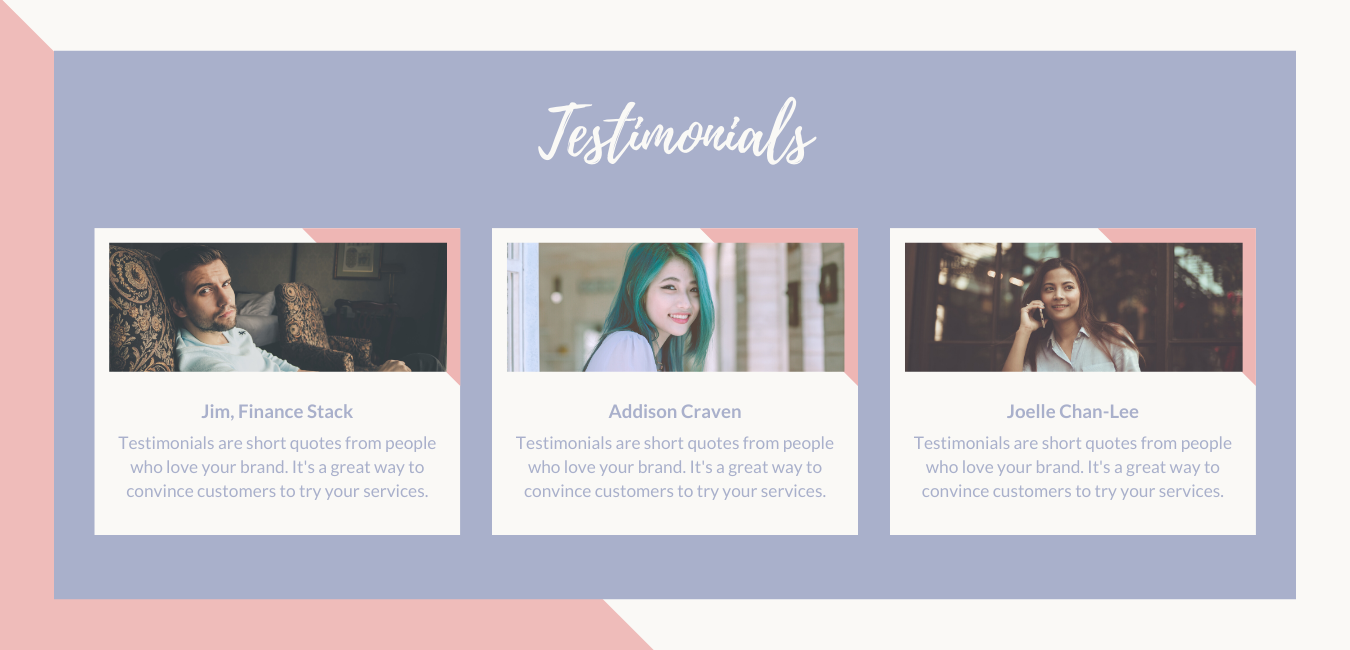 Testimonials
Jim, Finance Stack
Testimonials are short quotes from people
who love your brand. It's a great way to
convince customers to try your services.
Addison Craven
Testimonials are short quotes from people
who love your brand. It's a great way to
convince customers to try your services.
Joelle Chan-Lee
Testimonials are short quotes from people
who love your brand. It's a great way to
convince customers to try your services.